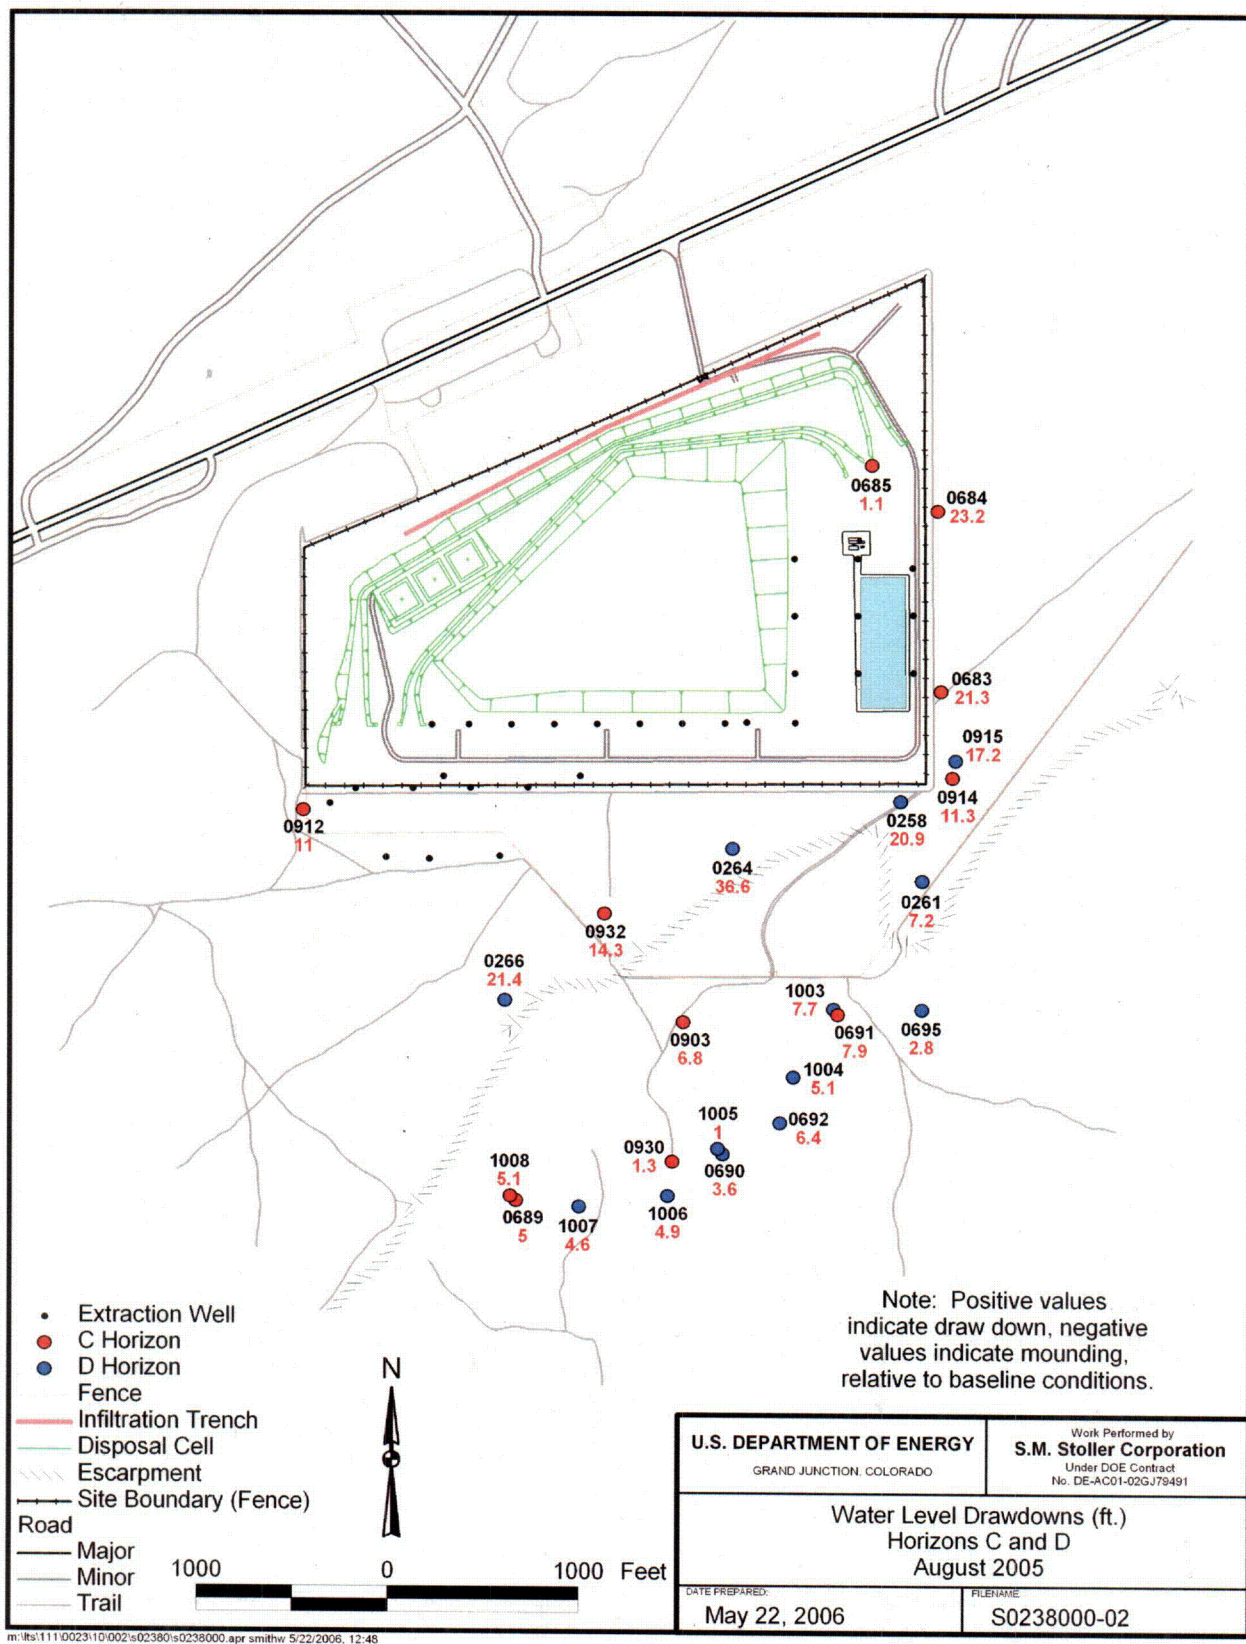 0685
1.1
0684
23.2
0683
21.3
0915
17.2
0914
11.3
0258
20.9
0912
11
0264
36.6
0261
7.2
0932
14.3
0266
21.4
1003
7.7
0691
7.9
0695
2.8
0903
6.8
1004
5.1
1005
1
0692
6.4
0930
1.3
0690
3.6
1008
5.1
0689
5
1007
4.6
1006
4.9
Extraction Well
C Horizon
D Horizon
Fence
Infiltration Trench
Disposal Cell
Escarpment
Site Boundary (Fence)
Road
Major
Minor
Trail
N
1000 0 1000 Feet
Note: Positive values
indicate draw down, negative
values indicate mounding,
relative to baseline conditions.
U.S. DEPARTMENT OF ENERGY
GRAND JUNCTION, COLORADO
Work Performed by
S.M. Stoller Corporation
Under DOE Contract
No. DE-AC01-02GJ79491
Water Level Drawdowns (ft.)
Horizons C and D
August 2005
DATE PREPARED:
May 22, 2006
FILENAME:
S0238000-02
m:\lts\111\0023\10\002\s02380\s0238000.apr smithw 5/22/2006, 12:48